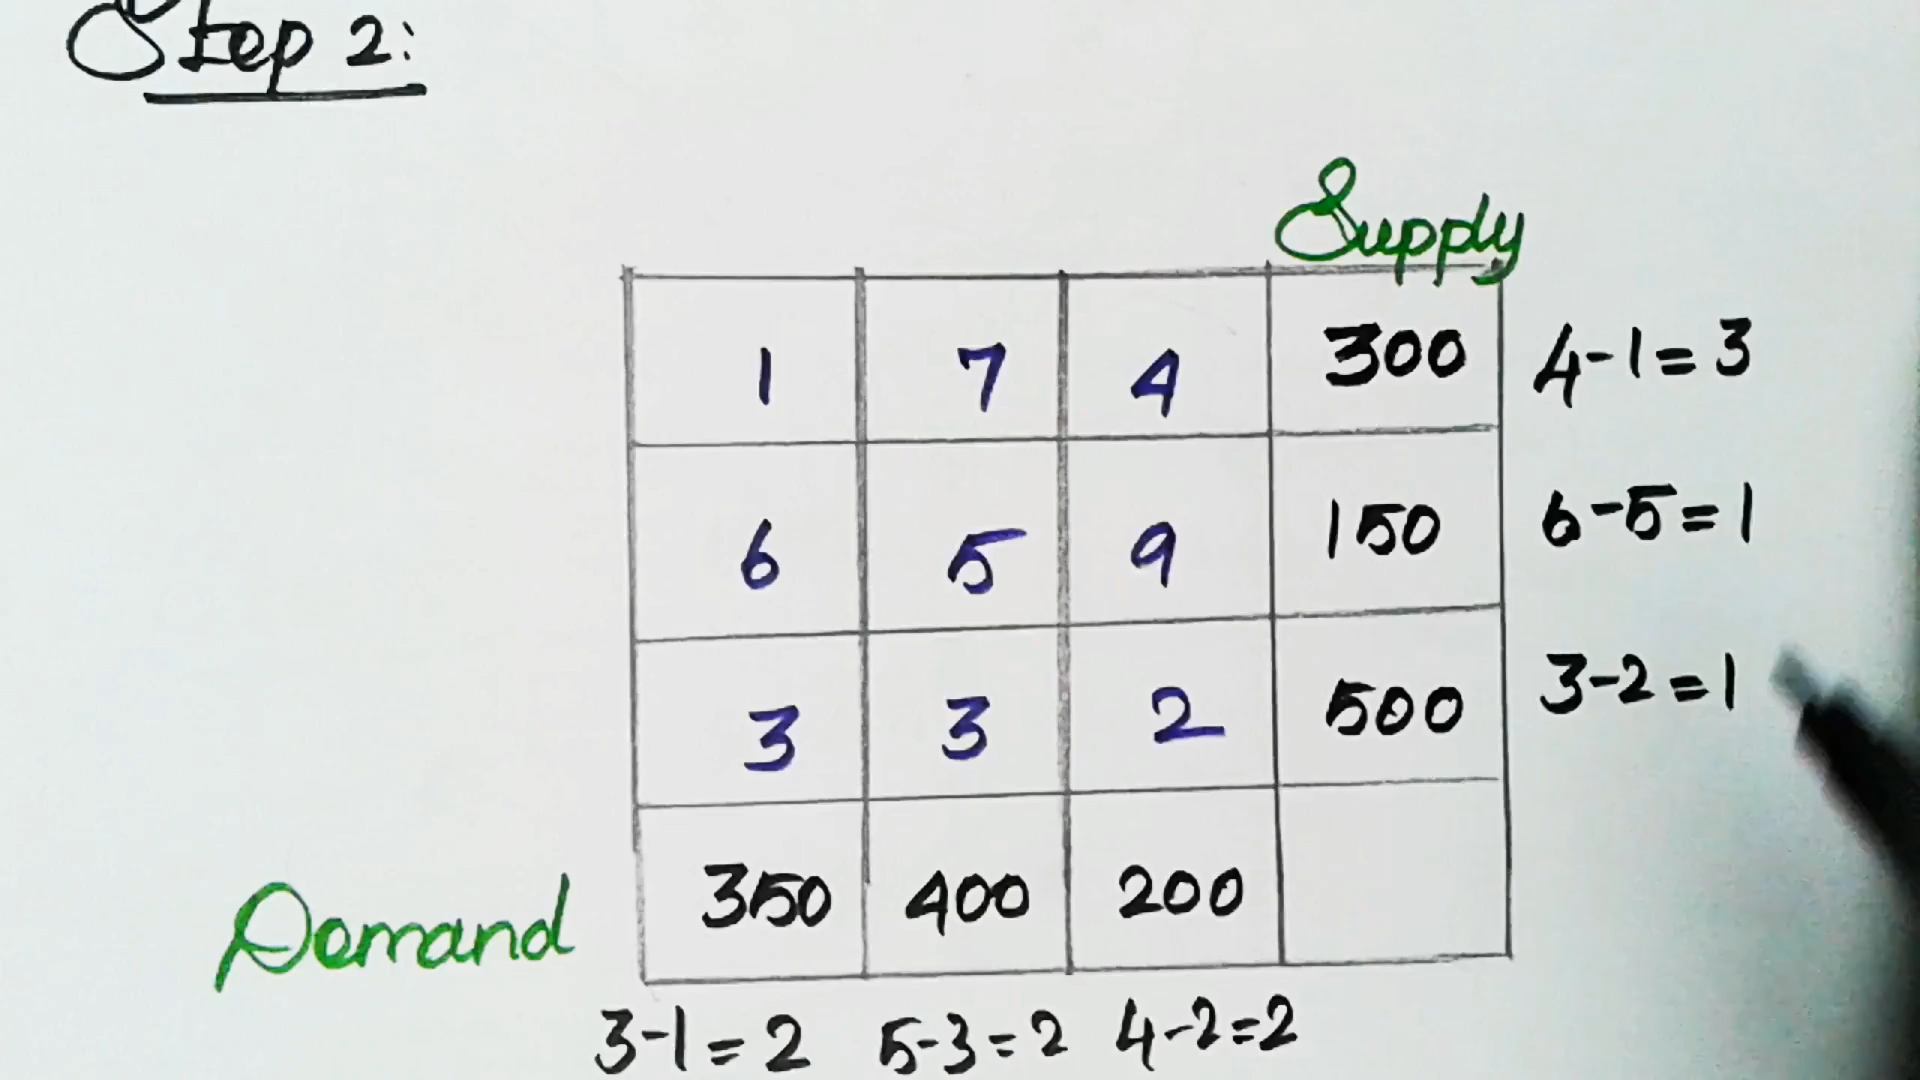 Step 2:
Supply
1 7 4 300 4-1=3
6 5 9 150 6-5=1
3 3 2 500 3-2=1
Demand 350 400 200
3-1=2 5-3=2 4-2=2